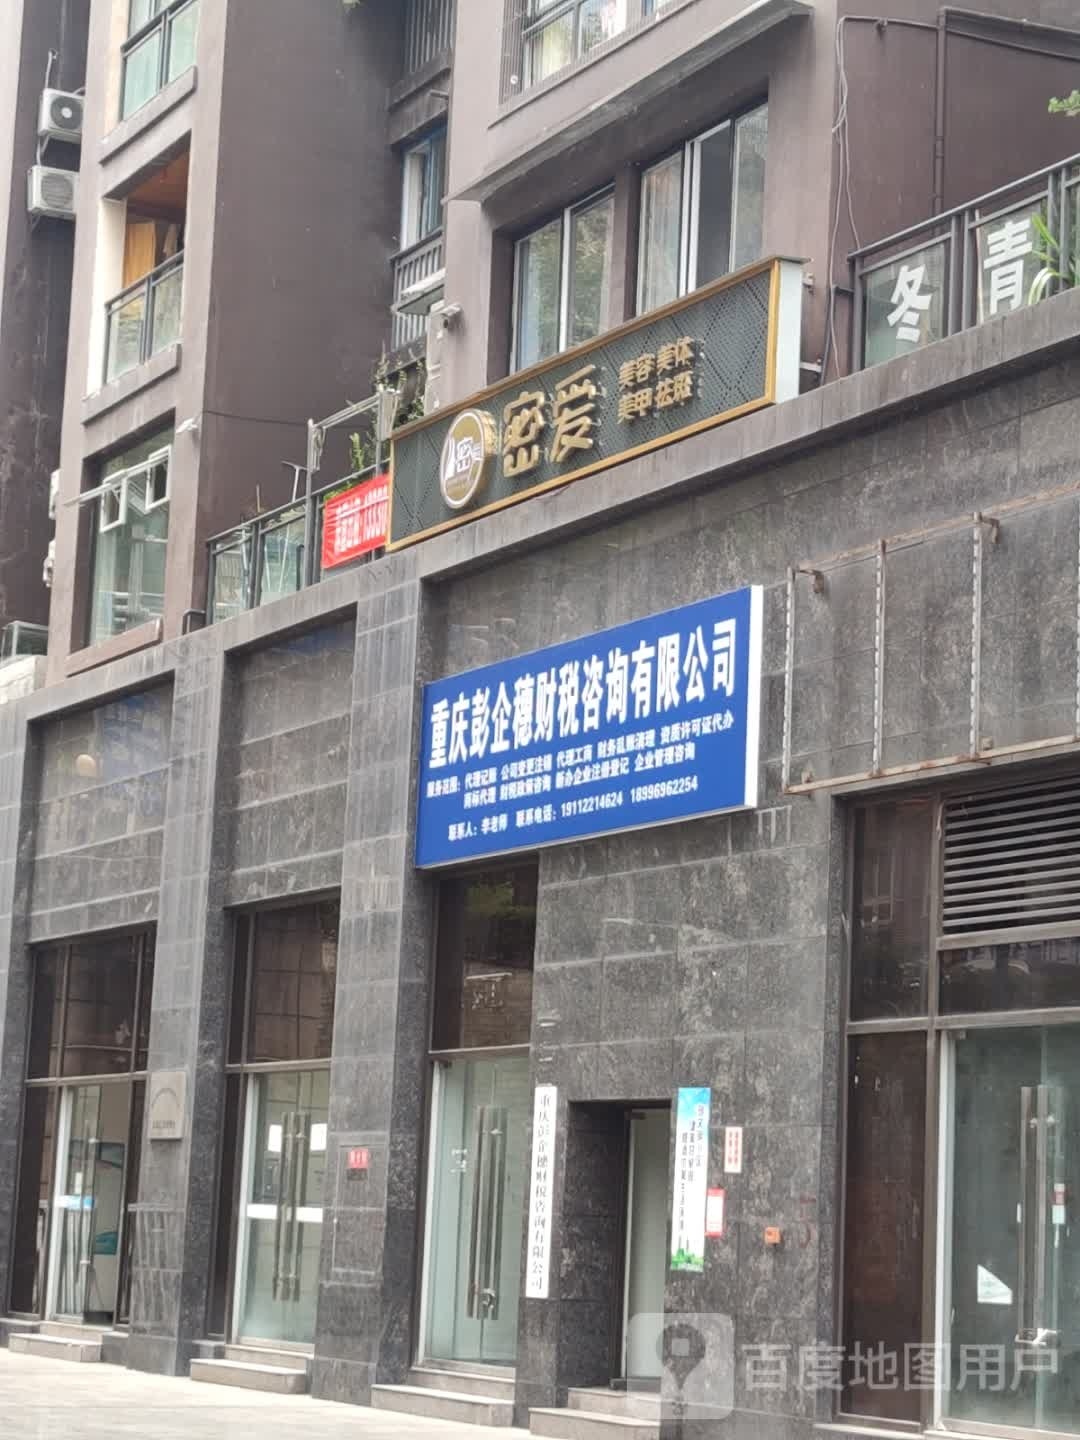 冬青
密爱
美容 美体
美甲 祛痘
密
重庆彭企穗财税咨询有限公司
服务范围：代理记账 公司变更注销 代理工商 财务乱账清理 资质许可证代办
商标代理 财税政策咨询 新办企业注册登记 企业管理咨询
联系人：李老师 联系电话：19112214624 18996962254
重庆彭企穗财税咨询有限公司
百度地图用户